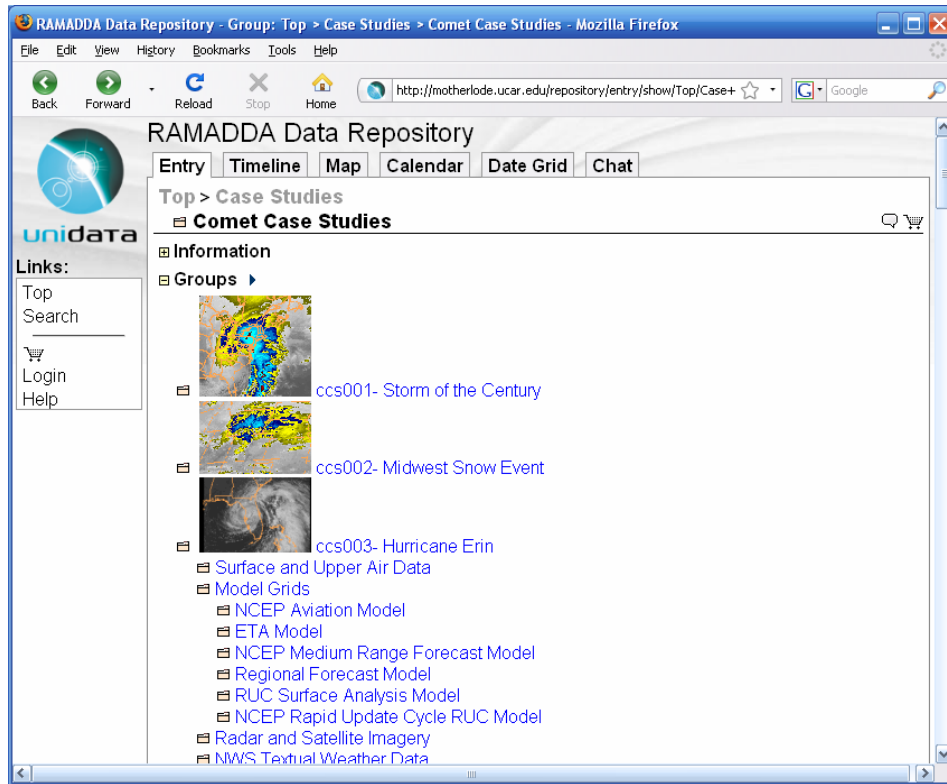 RAMADDA Data Repository - Group: Top > Case Studies > Comet Case Studies - Mozilla Firefox
File Edit View History Bookmarks Tools Help
Back Forward Reload Stop Home http://motherlode.ucar.edu/repository/entry/show/Top/Case+ G Google
RAMADDA Data Repository
Entry Timeline Map Calendar Date Grid Chat
Top > Case Studies
Comet Case Studies
unidata
Information
Links:
Groups
Top
Search
Login
Help
ccs001- Storm of the Century
ccs002- Midwest Snow Event
ccs003- Hurricane Erin
Surface and Upper Air Data
Model Grids
NCEP Aviation Model
ETA Model
NCEP Medium Range Forecast Model
Regional Forecast Model
RUC Surface Analysis Model
NCEP Rapid Update Cycle RUC Model
Radar and Satellite Imagery
NWS Textual Weather Data